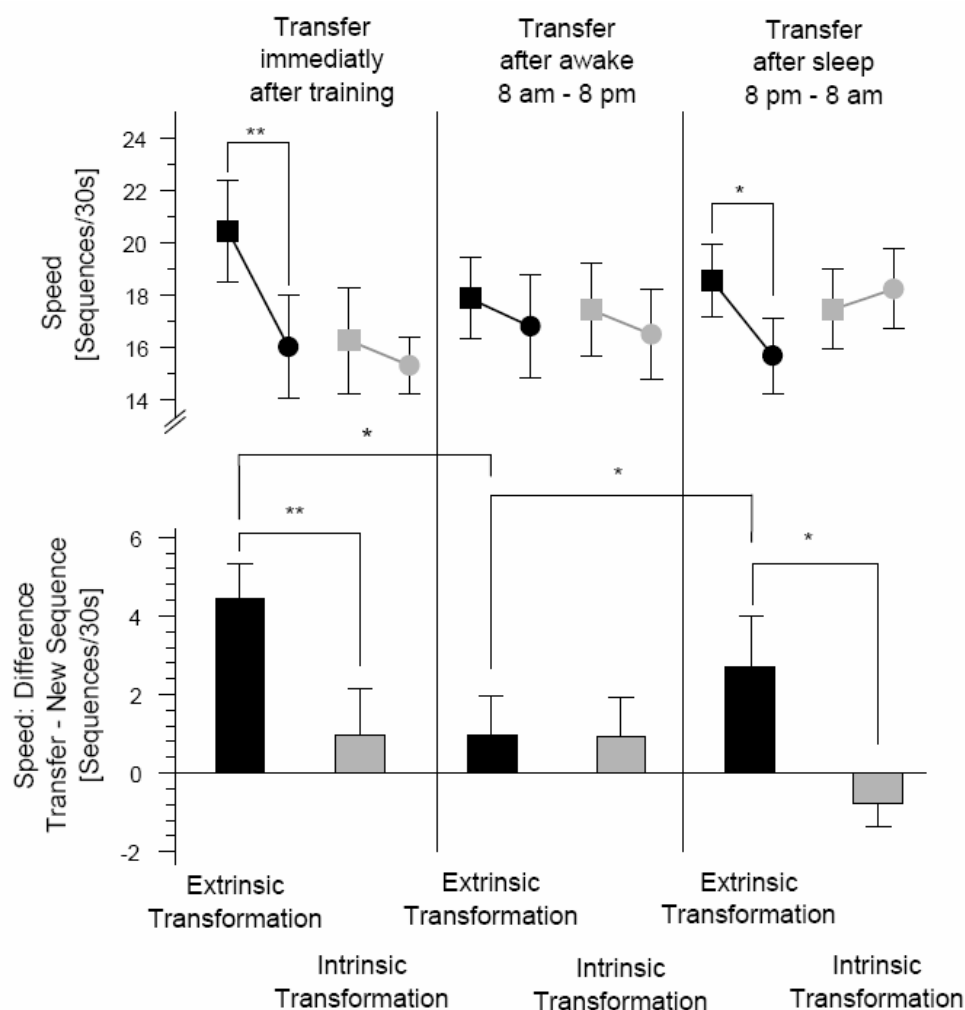 Transfer
immediatly
after training
Transfer
after awake
8 am - 8 pm
Transfer
after sleep
8 pm - 8 am
Speed
[Sequences/30s]
24
22
20
18
16
14
**
*
*
*
**
*
Speed: Difference
Transfer - New Sequence
[Sequences/30s]
6
4
2
0
-2
Extrinsic
Transformation
Intrinsic
Transformation
Extrinsic
Transformation
Intrinsic
Transformation
Extrinsic
Transformation
Intrinsic
Transformation